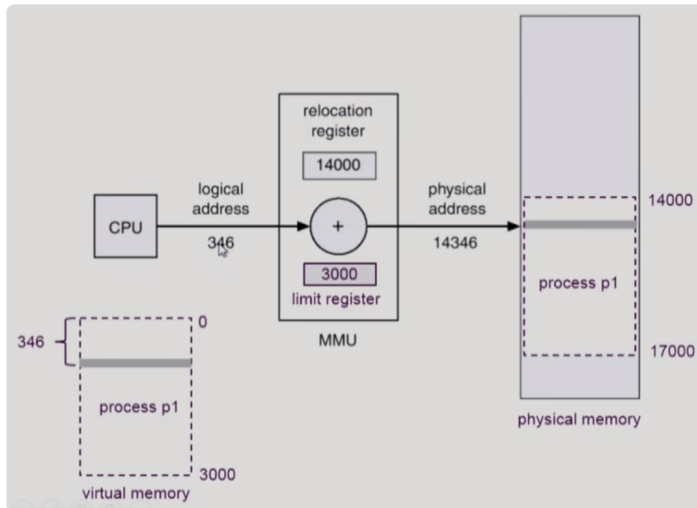 relocation
register
14000
logical
address
physical
address
14000
CPU
+
346
14346
process p1
3000
limit register
0
346
MMU
17000
process p1
physical memory
3000
virtual memory